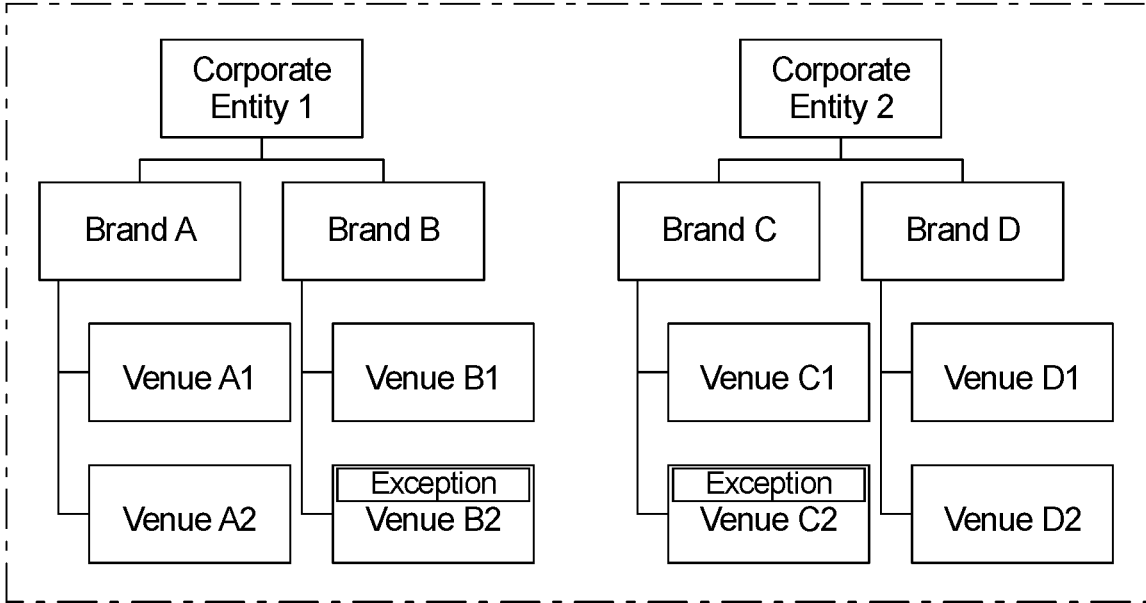 Corporate
Entity 1
Corporate
Entity 2
Brand A
Brand B
Brand C
Brand D
Venue A1
Venue B1
Venue C1
Venue D1
Venue A2
Exception
Venue B2
Exception
Venue C2
Venue D2